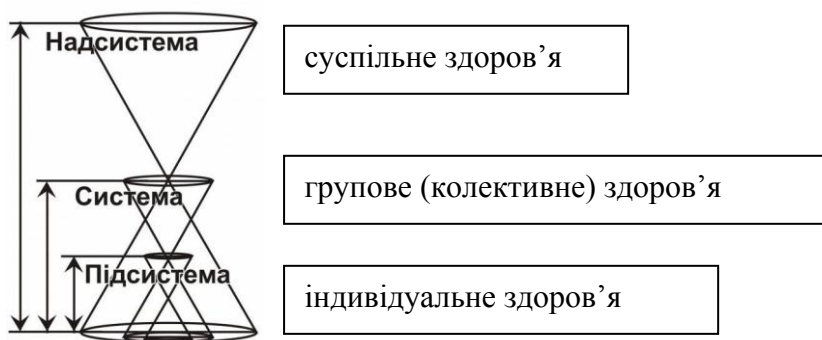 Надсистема
суспільне здоров’я
Система
групове (колективне) здоров’я
Підсистема
індивідуальне здоров’я